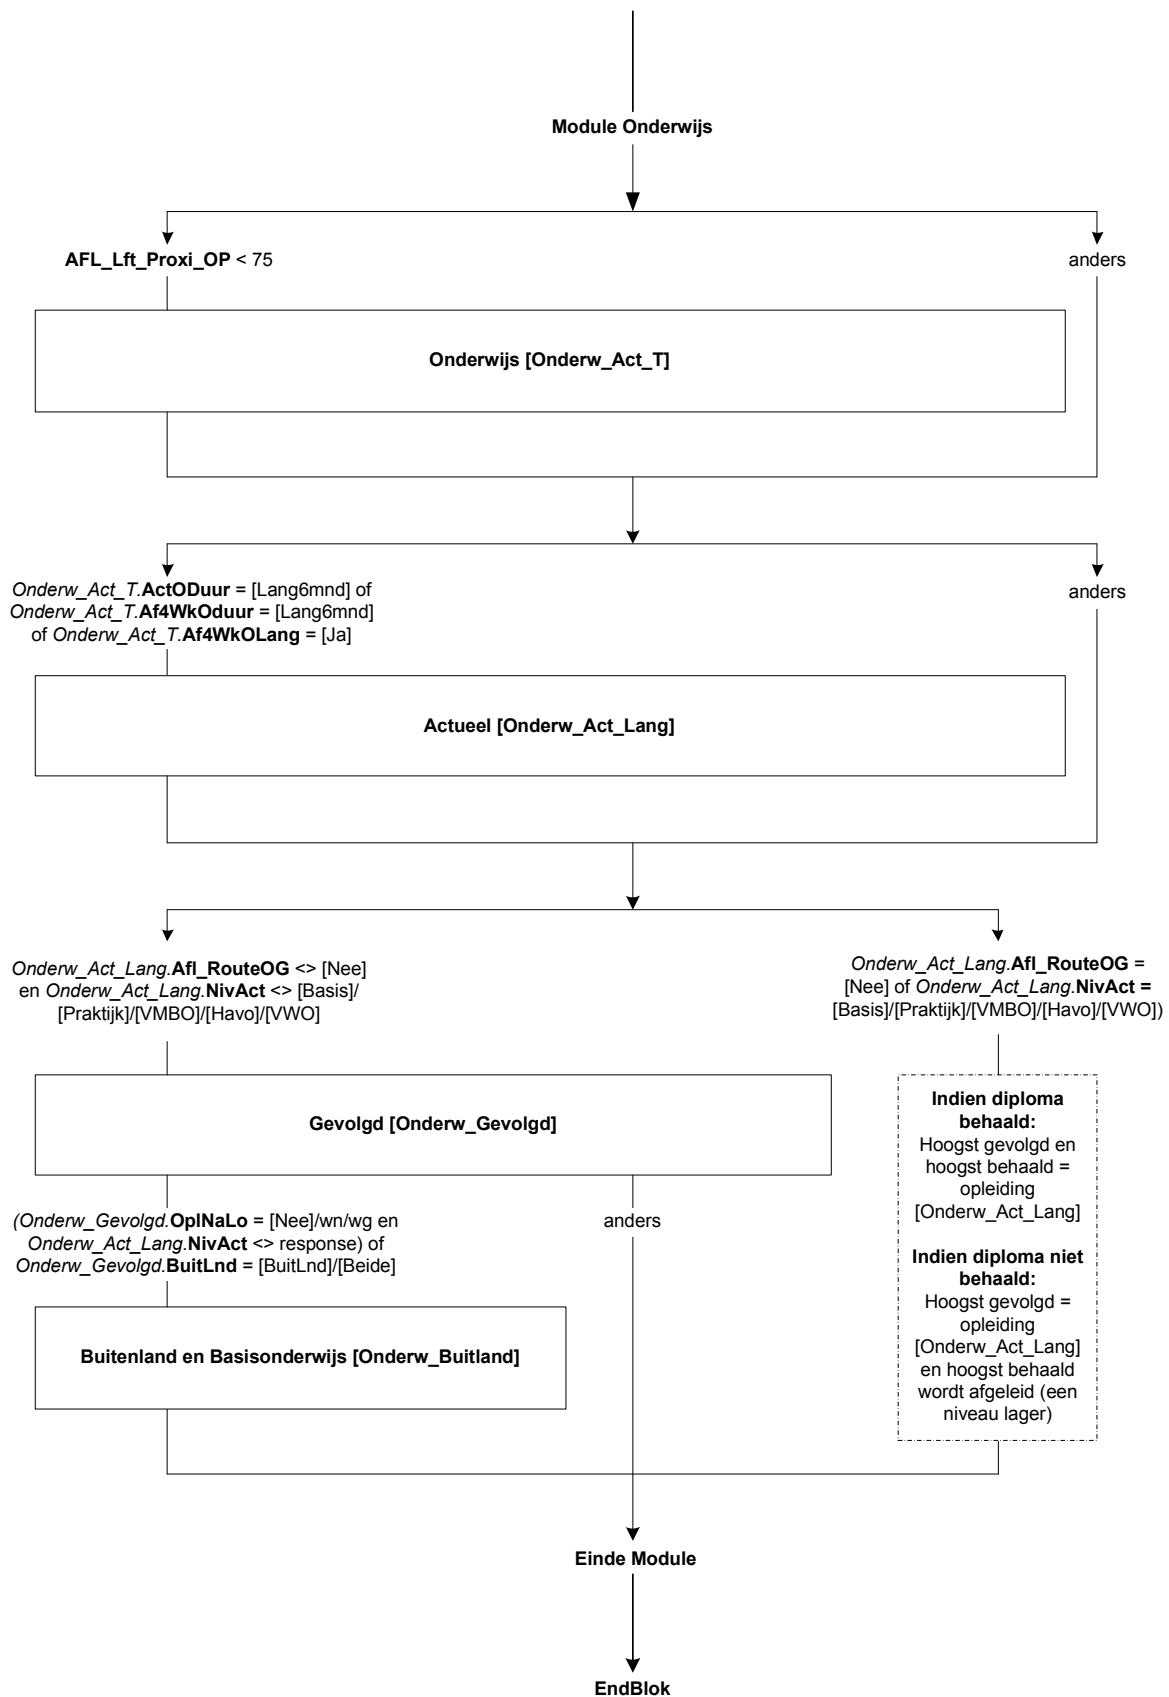 Module Onderwijs
AFL_Lft_Proxi_OP < 75
anders
Onderwijs [Onderw_Act_T]
Onderw_Act_T.ActODuur = [Lang6mnd] of
Onderw_Act_T.Af4WkOduur = [Lang6mnd]
of Onderw_Act_T.Af4WkOLang = [Ja]
anders
Actueel [Onderw_Act_Lang]
Onderw_Act_Lang.Afl_RouteOG <> [Nee]
en Onderw_Act_Lang.NivAct <> [Basis]/
[Praktijk]/[VMBO]/[Havo]/[VWO]
Onderw_Act_Lang.Afl_RouteOG =
[Nee] of Onderw_Act_Lang.NivAct =
[Basis]/[Praktijk]/[VMBO]/[Havo]/[VWO])
Gevolgd [Onderw_Gevolgd]
Indien diploma
behaald:
Hoogst gevolgd en
hoogst behaald =
opleiding
[Onderw_Act_Lang]
Indien diploma niet
behaald:
Hoogst gevolgd =
opleiding
[Onderw_Act_Lang]
en hoogst behaald
wordt afgeleid (een
niveau lager)
(Onderw_Gevolgd.OplNaLo = [Nee]/wn/wg en
Onderw_Act_Lang.NivAct <> response) of
Onderw_Gevolgd.BuitLnd = [BuitLnd]/[Beide]
anders
Buitenland en Basisonderwijs [Onderw_Buitland]
Einde Module
EndBlok